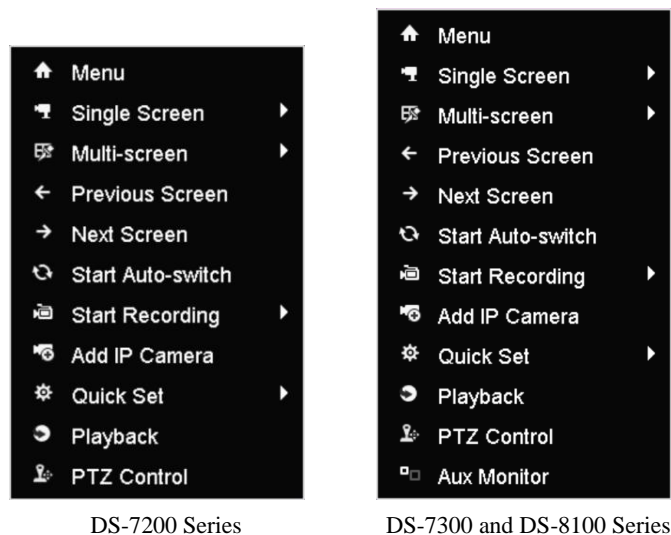 Menu
Single Screen
Multi-screen
Previous Screen
Next Screen
Start Auto-switch
Start Recording
Add IP Camera
Quick Set
Playback
PTZ Control
DS-7200 Series
Menu
Single Screen
Multi-screen
Previous Screen
Next Screen
Start Auto-switch
Start Recording
Add IP Camera
Quick Set
Playback
PTZ Control
Aux Monitor
DS-7300 and DS-8100 Series